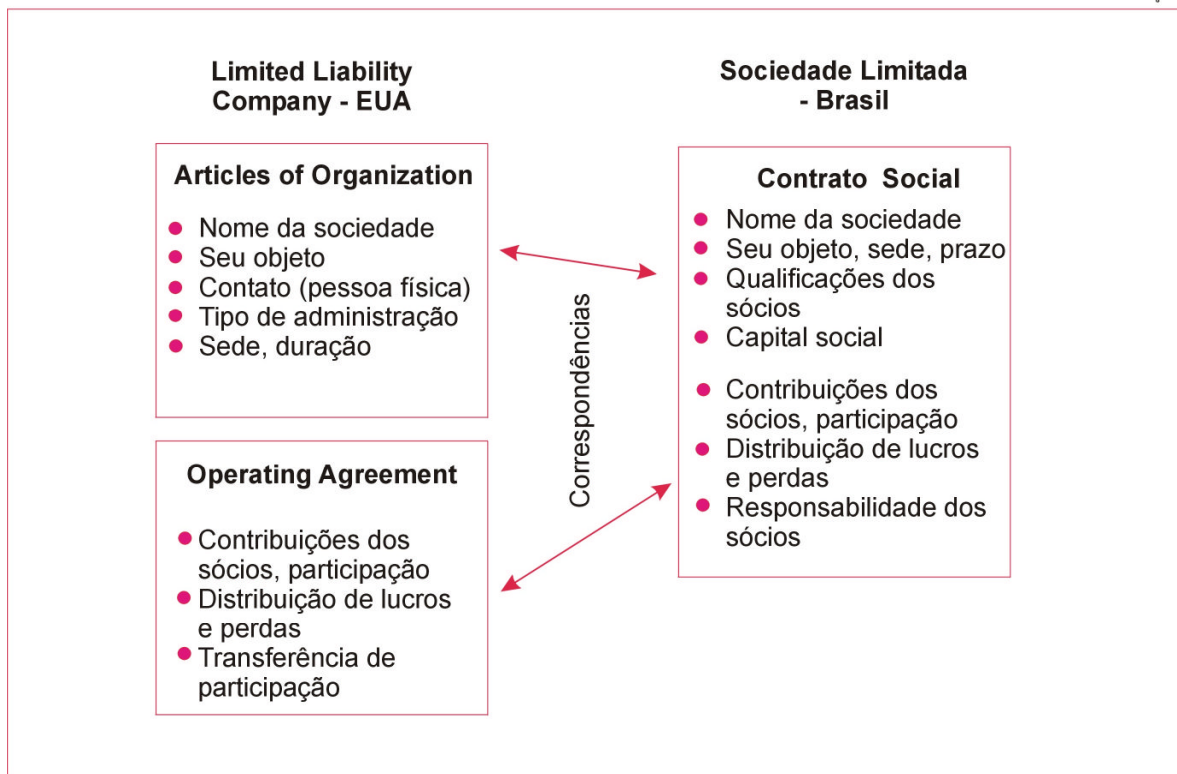 Limited Liability
Company - EUA
Articles of Organization
Nome da sociedade
Seu objeto
Contato (pessoa física)
Tipo de administração
Sede, duração
Operating Agreement
Contribuições dos
sócios, participação
Distribuição de lucros
e perdas
Transferência de
participação
Correspondências
Sociedade Limitada
- Brasil
Contrato Social
Nome da sociedade
Seu objeto, sede, prazo
Qualificações dos
sócios
Capital social
Contribuições dos
sócios, participação
Distribuição de lucros
e perdas
Responsabilidade dos
sócios